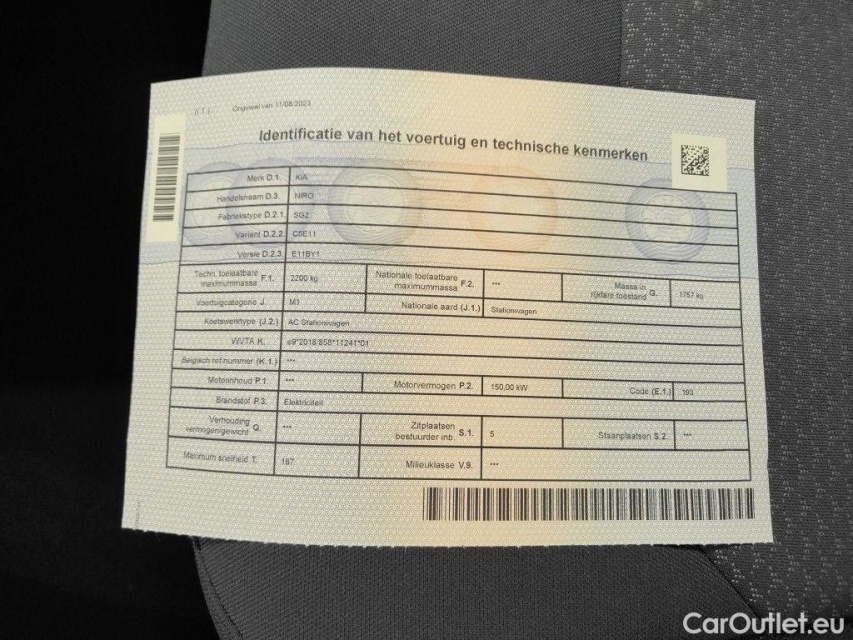 (I.1.) Origineel van 11/08/2023
Identificatie van het voertuig en technische kenmerken
Merk D.1. KIA
Handelsnaam D.3. NIRO
Fabriekstype D.2.1. SG2
Variant D.2.2. C5E11
Versie D.2.3. E11BY1
Techn. toelaatbare maximummassa F.1. 2200 kg Nationale toelaatbare maximummassa F.2. --- Massa in rijklare toestand G. 1757 kg
Voertuigcategorie J. M1 Nationale aard (J.1.) Stationwagen
Koetswerktype (J.2.) AC Stationwagen
WVTA K. e9*2018/858*11241*01
Belgisch ref.nummer (K.1.) ---
Motorinhoud P.1. --- Motorvermogen P.2. 150,00 kW Code (E.1.) 193
Brandstof P.3. Elektriciteit
Verhouding vermogen/gewicht Q. --- Zitplaatsen bestuurder inb. S.1. 5 Staanplaatsen S.2. ---
Maximum snelheid T. 167 Milieuklasse V.9. ---
CarOutlet.eu